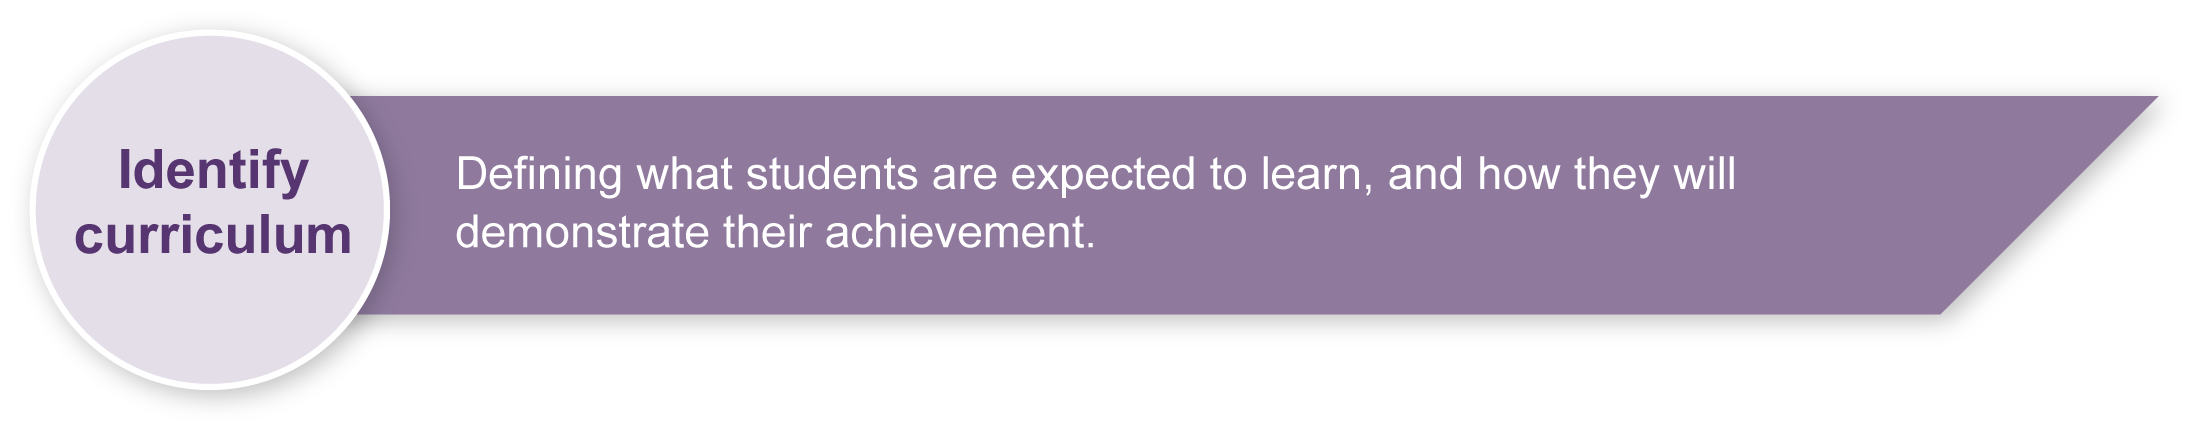 Identify
curriculum
Defining what students are expected to learn, and how they will
demonstrate their achievement.